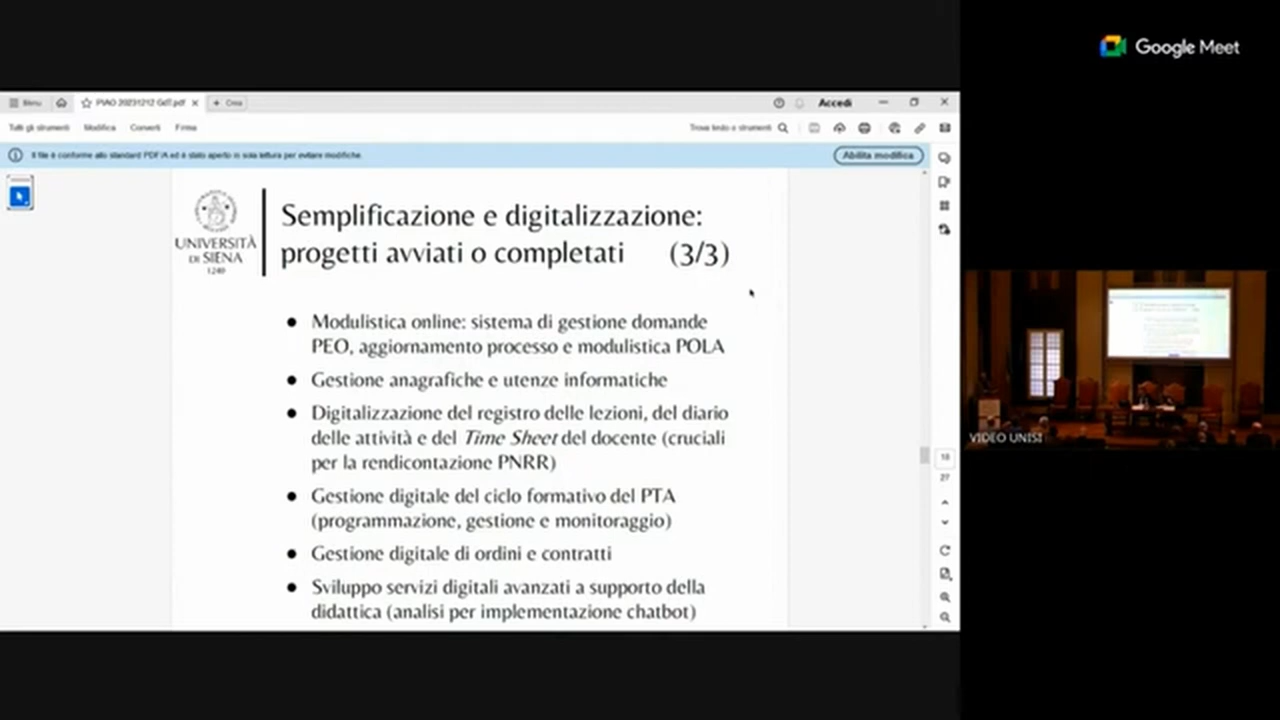 Google Meet
Menu
PIAO 20231212 GdT.pdf
Crea
Accedi
Tutti gli strumenti
Modifica
Converti
Firma
Trova testo e strumenti
Il file è conforme allo standard PDF/A ed è stato aperto in sola lettura per evitare modifiche.
Abilita modifica
UNIVERSITÀ
DI SIENA
1240
Semplificazione e digitalizzazione:
progetti avviati o completati (3/3)
● Modulistica online: sistema di gestione domande
PEO, aggiornamento processo e modulistica POLA
● Gestione anagrafiche e utenze informatiche
● Digitalizzazione del registro delle lezioni, del diario
delle attività e del Time Sheet del docente (cruciali
per la rendicontazione PNRR)
● Gestione digitale del ciclo formativo del PTA
(programmazione, gestione e monitoraggio)
● Gestione digitale di ordini e contratti
● Sviluppo servizi digitali avanzati a supporto della
didattica (analisi per implementazione chatbot)
18
27
VIDEO UNISI